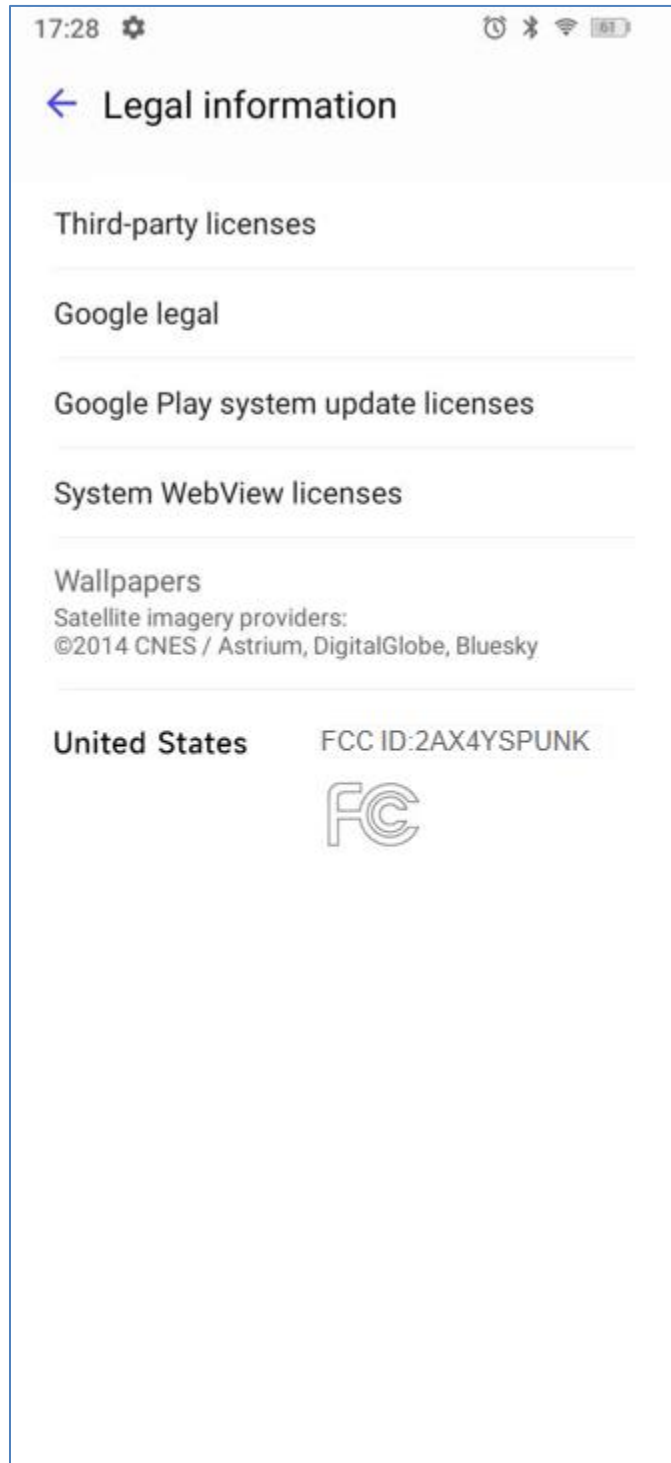 17:28
61
Legal information
Third-party licenses
Google legal
Google Play system update licenses
System WebView licenses
Wallpapers
Satellite imagery providers:
©2014 CNES / Astrium, DigitalGlobe, Bluesky
United States FCC ID:2AX4YSPUNK
FC